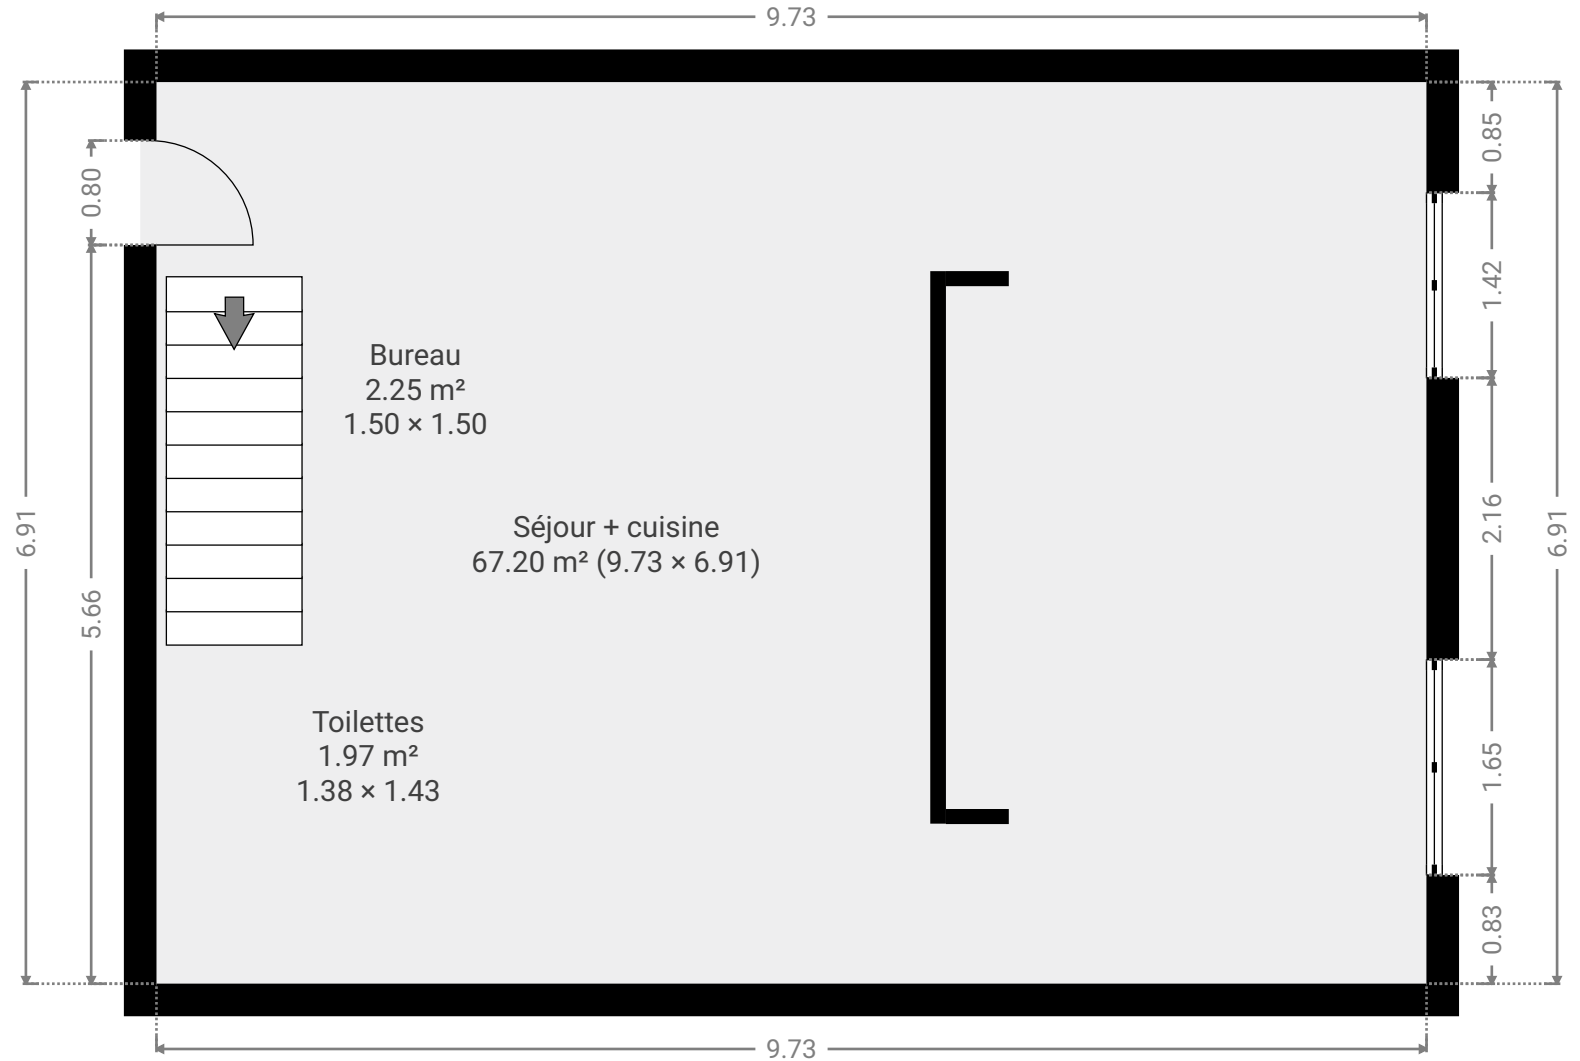 9.73
0.85
0.80
1.42
Bureau
2.25 m²
1.50 × 1.50
6.91
Séjour + cuisine
67.20 m² (9.73 × 6.91)
2.16
6.91
5.66
Toilettes
1.97 m²
1.38 × 1.43
1.65
0.83
9.73